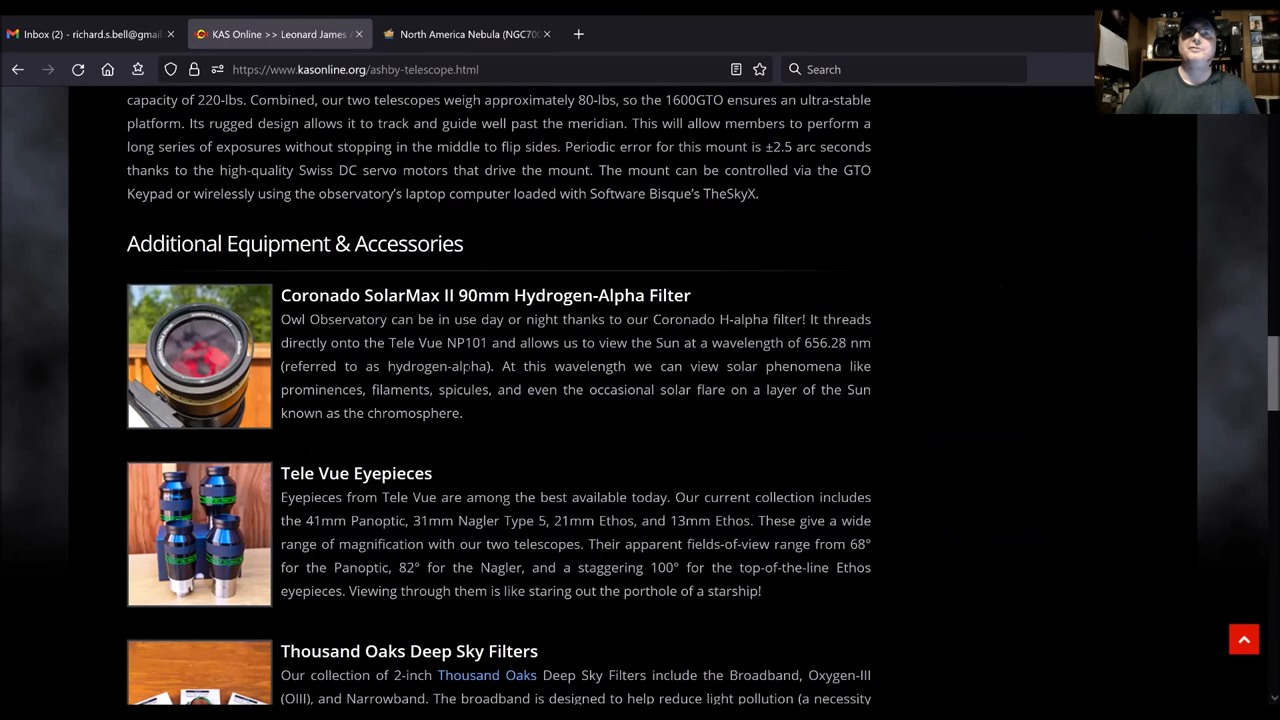 Inbox (2) - richard.s.bell@gmai
KAS Online >> Leonard James A
North America Nebula (NGC700
https://www.kasonline.org/ashby-telescope.html
Search
capacity of 220-lbs. Combined, our two telescopes weigh approximately 80-lbs, so the 1600GTO ensures an ultra-stable
platform. Its rugged design allows it to track and guide well past the meridian. This will allow members to perform a
long series of exposures without stopping in the middle to flip sides. Periodic error for this mount is ±2.5 arc seconds
thanks to the high-quality Swiss DC servo motors that drive the mount. The mount can be controlled via the GTO
Keypad or wirelessly using the observatory’s laptop computer loaded with Software Bisque’s TheSkyX.
Additional Equipment & Accessories
Coronado SolarMax II 90mm Hydrogen-Alpha Filter
Owl Observatory can be in use day or night thanks to our Coronado H-alpha filter! It threads
directly onto the Tele Vue NP101 and allows us to view the Sun at a wavelength of 656.28 nm
(referred to as hydrogen-alpha). At this wavelength we can view solar phenomena like
prominences, filaments, spicules, and even the occasional solar flare on a layer of the Sun
known as the chromosphere.
Tele Vue Eyepieces
Eyepieces from Tele Vue are among the best available today. Our current collection includes
the 41mm Panoptic, 31mm Nagler Type 5, 21mm Ethos, and 13mm Ethos. These give a wide
range of magnification with our two telescopes. Their apparent fields-of-view range from 68°
for the Panoptic, 82° for the Nagler, and a staggering 100° for the top-of-the-line Ethos
eyepieces. Viewing through them is like staring out the porthole of a starship!
Thousand Oaks Deep Sky Filters
Our collection of 2-inch Thousand Oaks Deep Sky Filters include the Broadband, Oxygen-III
(OIII), and Narrowband. The broadband is designed to help reduce light pollution (a necessity